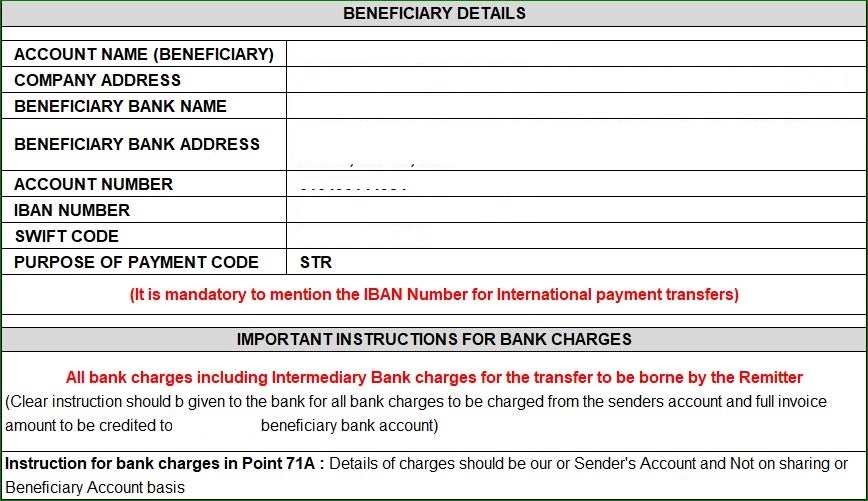 BENEFICIARY DETAILS
ACCOUNT NAME (BENEFICIARY)
COMPANY ADDRESS
BENEFICIARY BANK NAME
BENEFICIARY BANK ADDRESS
ACCOUNT NUMBER
IBAN NUMBER
SWIFT CODE
PURPOSE OF PAYMENT CODE STR
(It is mandatory to mention the IBAN Number for International payment transfers)
IMPORTANT INSTRUCTIONS FOR BANK CHARGES
All bank charges including Intermediary Bank charges for the transfer to be borne by the Remitter
(Clear instruction should b given to the bank for all bank charges to be charged from the senders account and full invoice
amount to be credited to beneficiary bank account)
Instruction for bank charges in Point 71A : Details of charges should be our or Sender's Account and Not on sharing or
Beneficiary Account basis